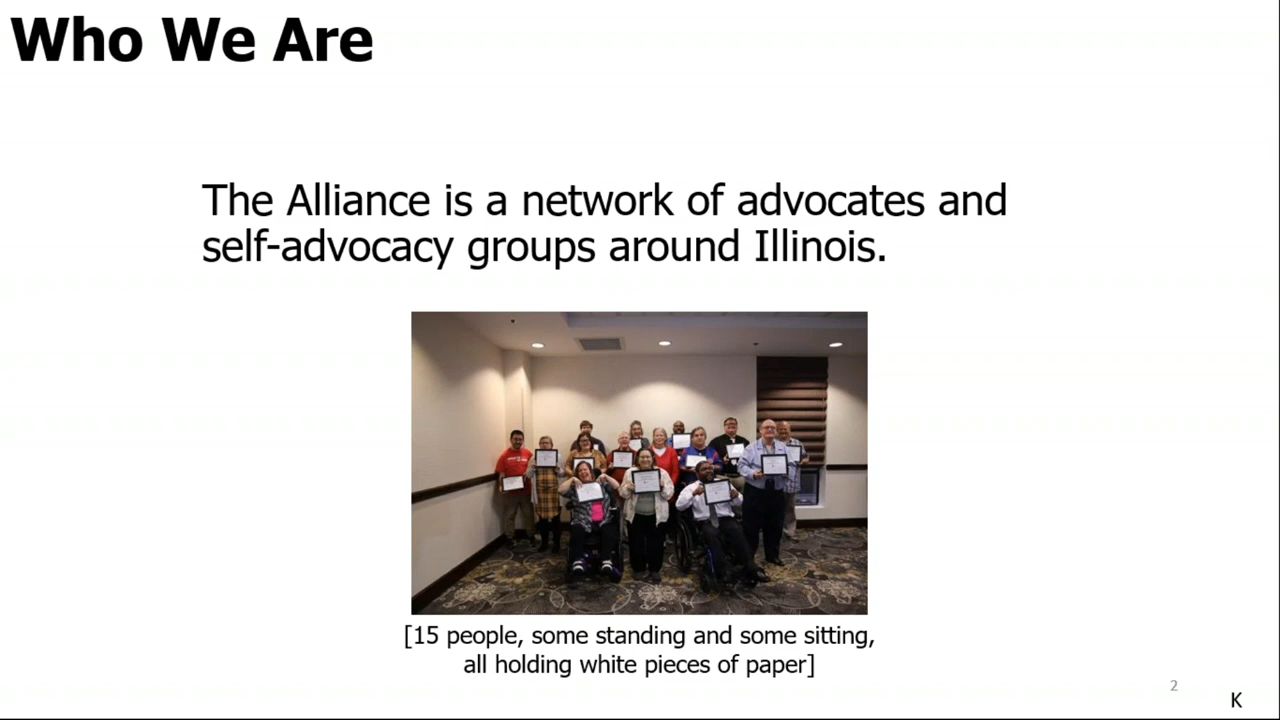 Who We Are
The Alliance is a network of advocates and
self-advocacy groups around Illinois.
[15 people, some standing and some sitting,
all holding white pieces of paper]
2
K